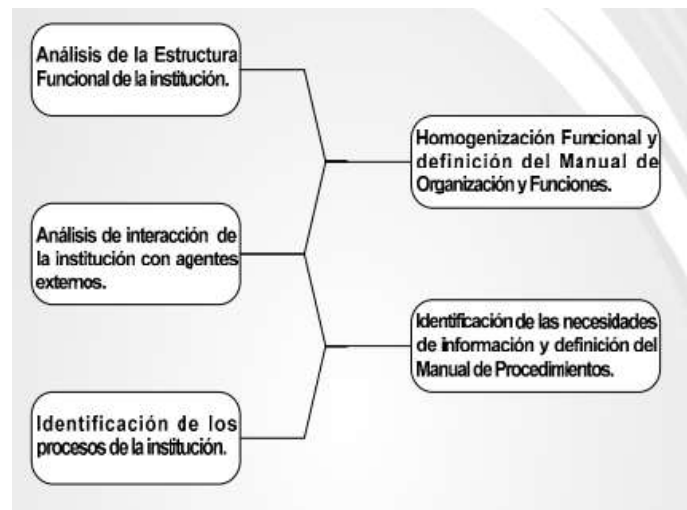 Análisis de la Estructura
Funcional de la institución.
Homogenización Funcional y
definición del Manual de
Organización y Funciones.
Análisis de interacción de
la institución con agentes
externos.
Identificación de las necesidades
de información y definición del
Manual de Procedimientos.
Identificación de los
procesos de la institución.